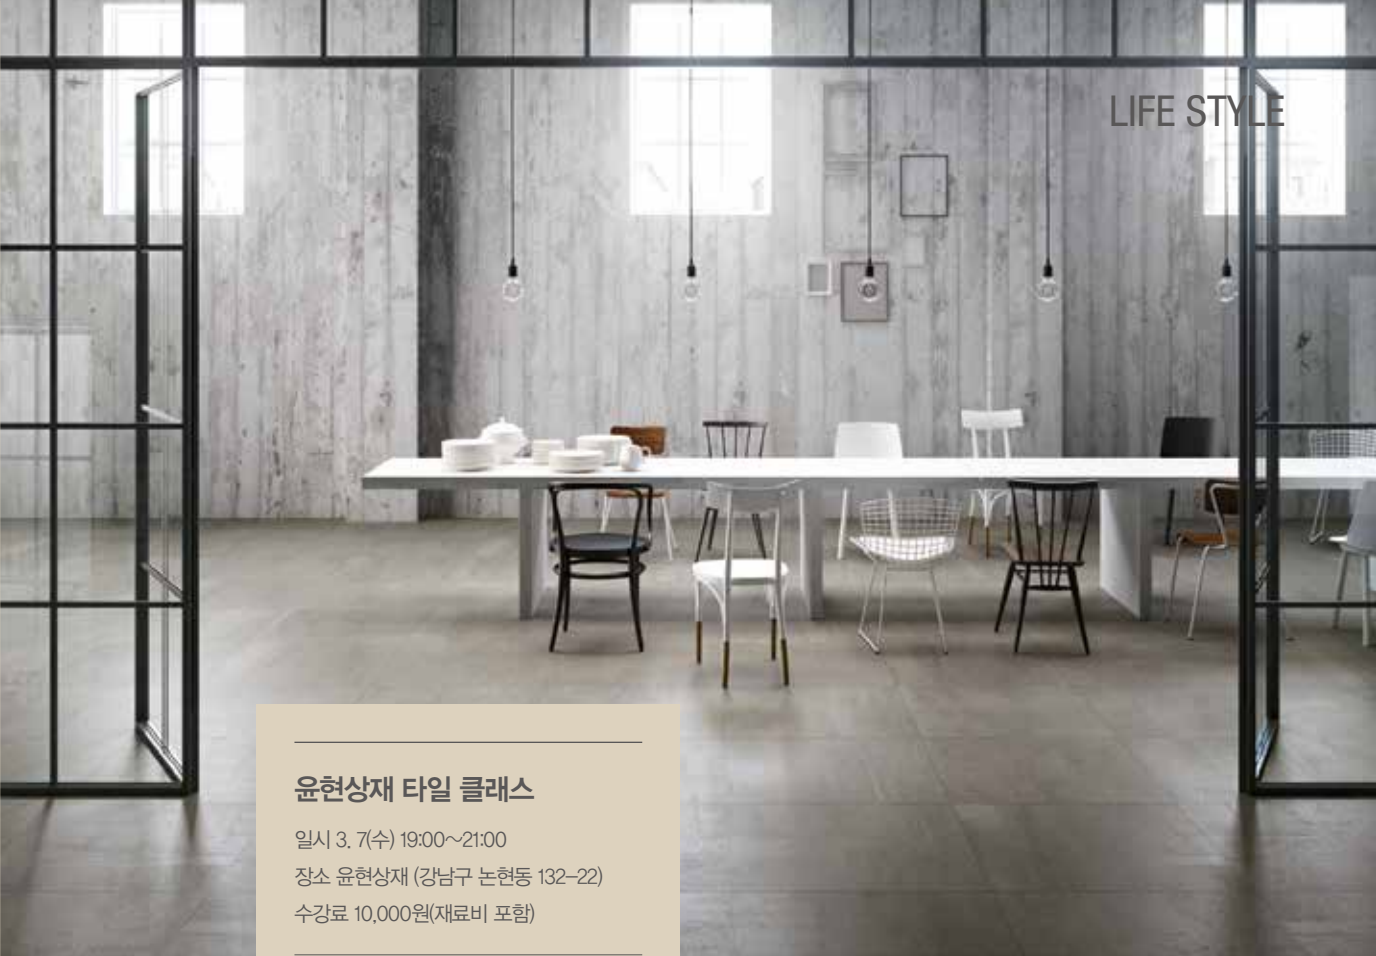 LIFE STYLE
윤현상재 타일 클래스
일시 3. 7(수) 19:00~21:00
장소 윤현상재 (강남구 논현동 132-22)
수강료 10,000원(재료비 포함)